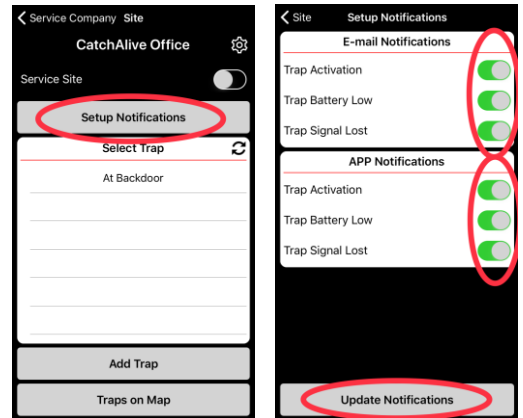 Service Company Site
CatchAlive Office
Service Site
Setup Notifications
Select Trap
At Backdoor
Add Trap
Traps on Map
Site Setup Notifications
E-mail Notifications
Trap Activation
Trap Battery Low
Trap Signal Lost
APP Notifications
Trap Activation
Trap Battery Low
Trap Signal Lost
Update Notifications